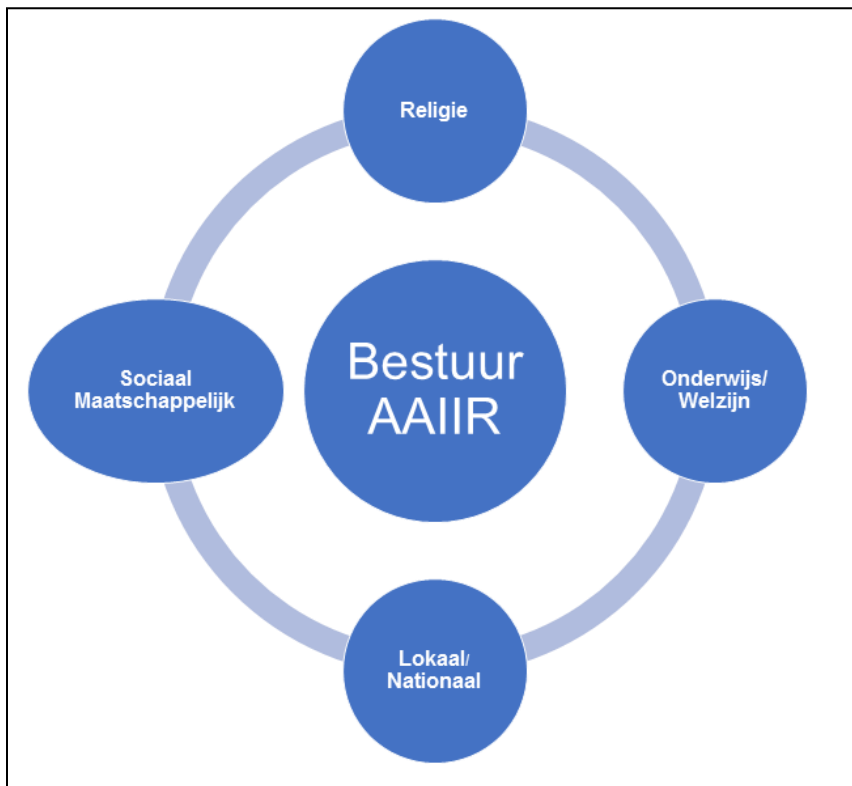 Religie
Sociaal
Maatschappelijk
Bestuur
AAIIR
Onderwijs/
Welzijn
Lokaal/
Nationaal